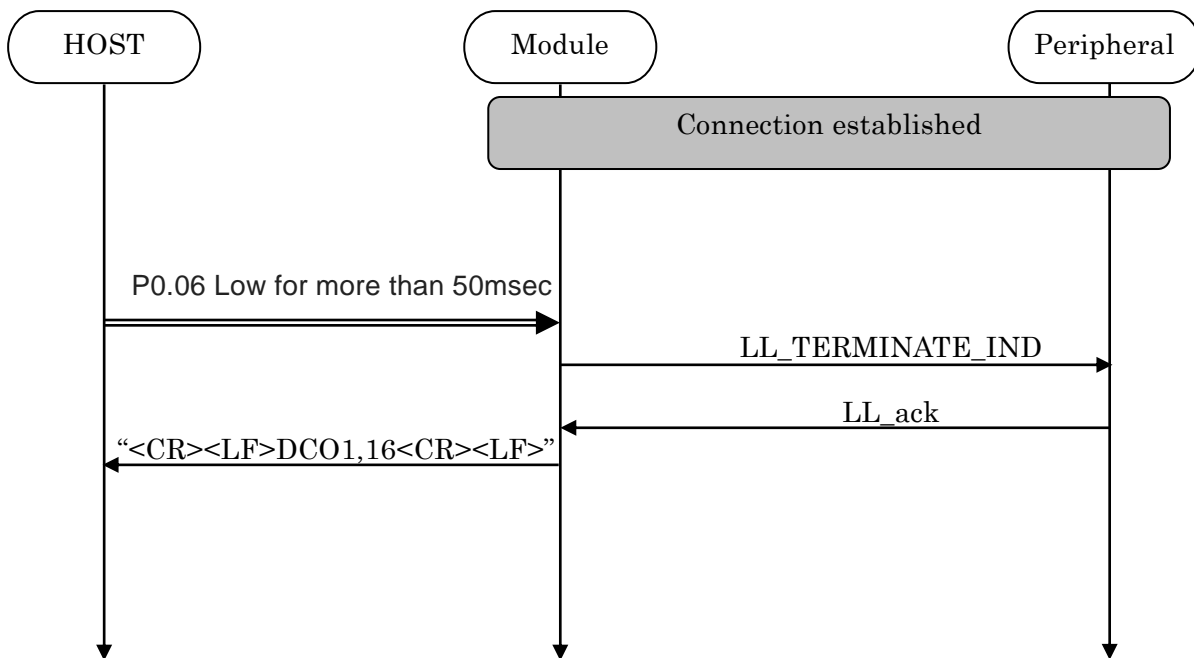 HOST
Module
Peripheral
Connection established
P0.06 Low for more than 50msec
LL_TERMINATE_IND
LL_ack
“<CR><LF>DCO1,16<CR><LF>”